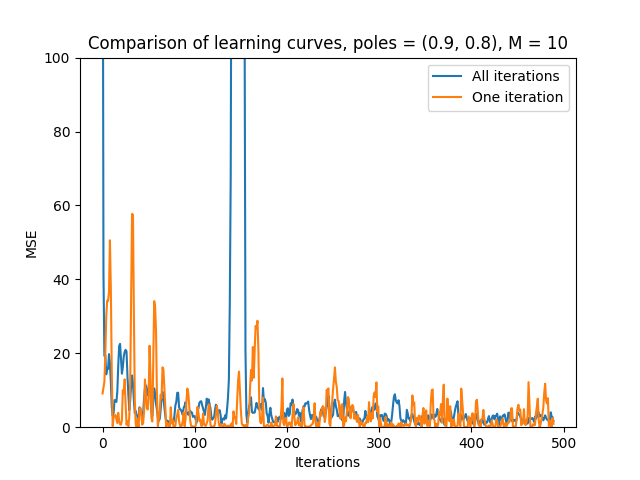 Comparison of learning curves, poles = (0.9, 0.8), M = 10
All iterations
One iteration
100
80
60
40
20
0
MSE
0 100 200 300 400 500
Iterations